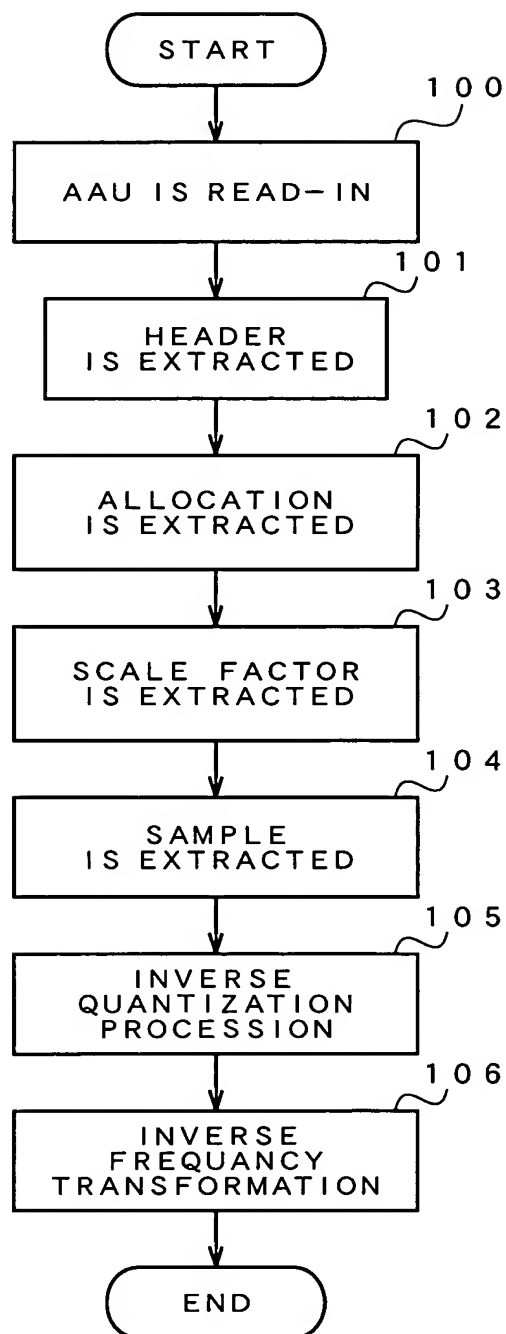 START
100
AAU IS READ-IN
101
HEADER
IS EXTRACTED
102
ALLOCATION
IS EXTRACTED
103
SCALE FACTOR
IS EXTRACTED
104
SAMPLE
IS EXTRACTED
105
INVERSE
QUANTIZATION
PROCESSION
106
INVERSE
FREQUANCY
TRANSFORMATION
END